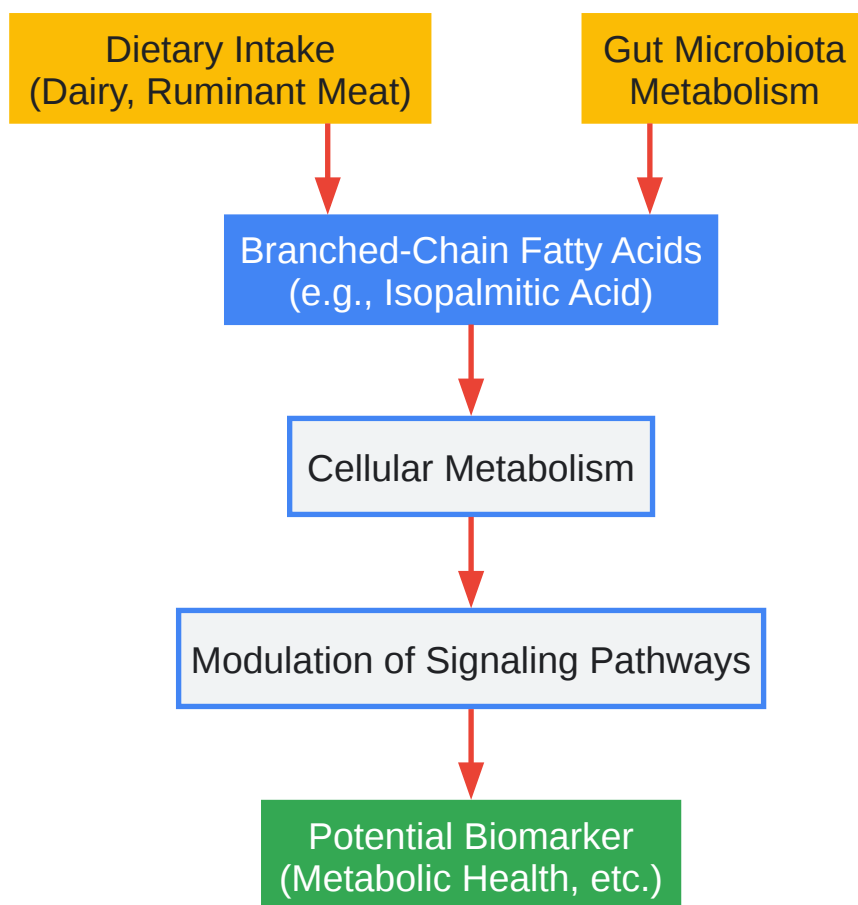 Dietary Intake
(Dairy, Ruminant Meat)
Gut Microbiota
Metabolism
Branched-Chain Fatty Acids
(e.g., Isopalmitic Acid)
Cellular Metabolism
Modulation of Signaling Pathways
Potential Biomarker
(Metabolic Health, etc.)